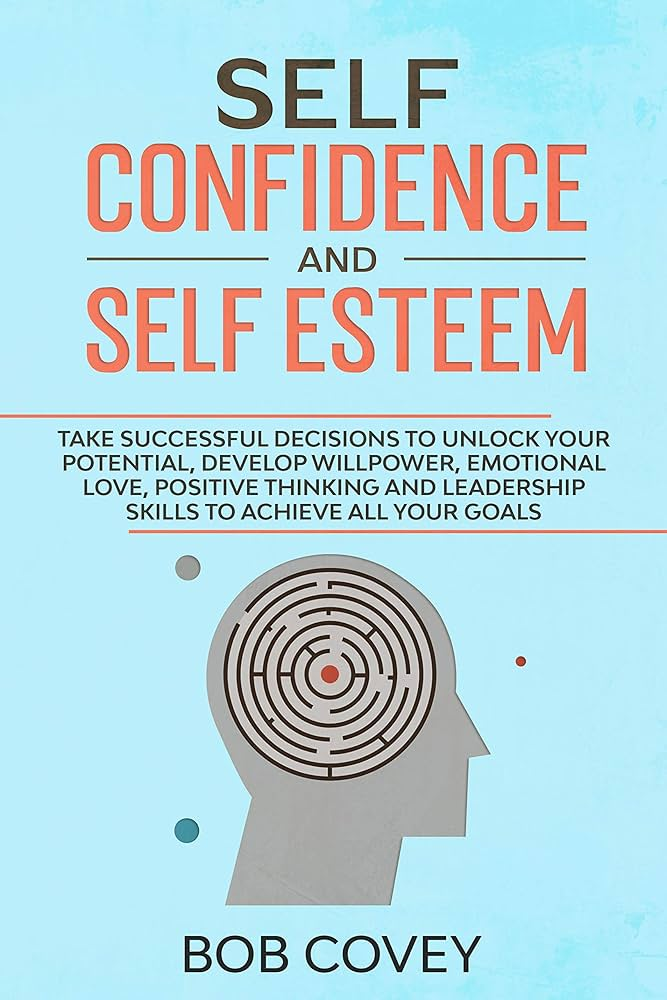 SELF
CONFIDENCE
AND
SELF ESTEEM
TAKE SUCCESSFUL DECISIONS TO UNLOCK YOUR
POTENTIAL, DEVELOP WILLPOWER, EMOTIONAL
LOVE, POSITIVE THINKING AND LEADERSHIP
SKILLS TO ACHIEVE ALL YOUR GOALS
BOB COVEY